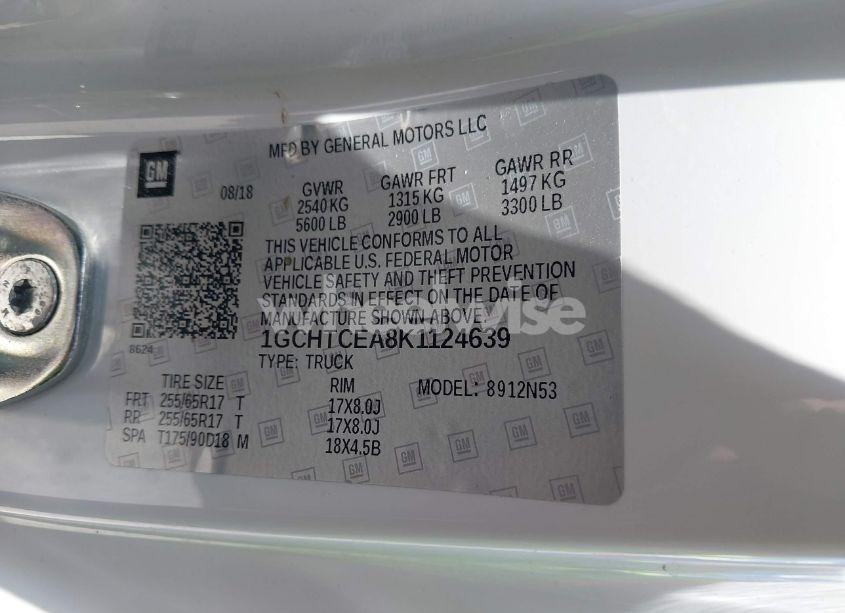 MFD BY GENERAL MOTORS LLC
GM
08/18 GVWR GAWR FRT GAWR RR
2540 KG 1315 KG 1497 KG
5600 LB 2900 LB 3300 LB
THIS VEHICLE CONFORMS TO ALL
APPLICABLE U.S. FEDERAL MOTOR
VEHICLE SAFETY AND THEFT PREVENTION
STANDARDS IN EFFECT ON THE DATE OF
MANUFACTURE SHOWN ABOVE.
8624
1GCHTCEA8K1124639
TYPE: TRUCK
TIRE SIZE RIM MODEL: 8912N53
FRT 255/65R17 T 17X8.0J
RR 255/65R17 T 17X8.0J
SPA T175/90D18 M 18X4.5B